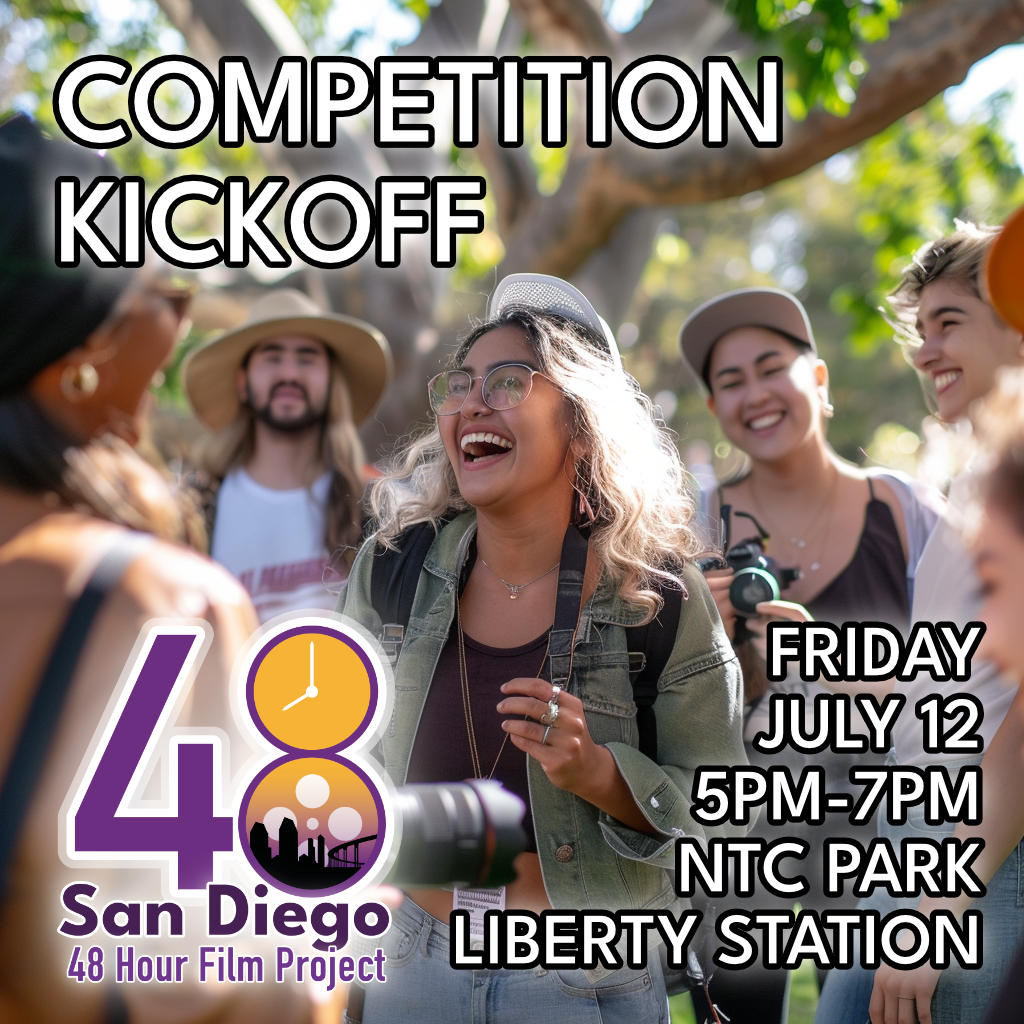 COMPETITION
KICKOFF
FRIDAY
JULY 12
5PM-7PM
NTC PARK
LIBERTY STATION
48
San Diego
48 Hour Film Project